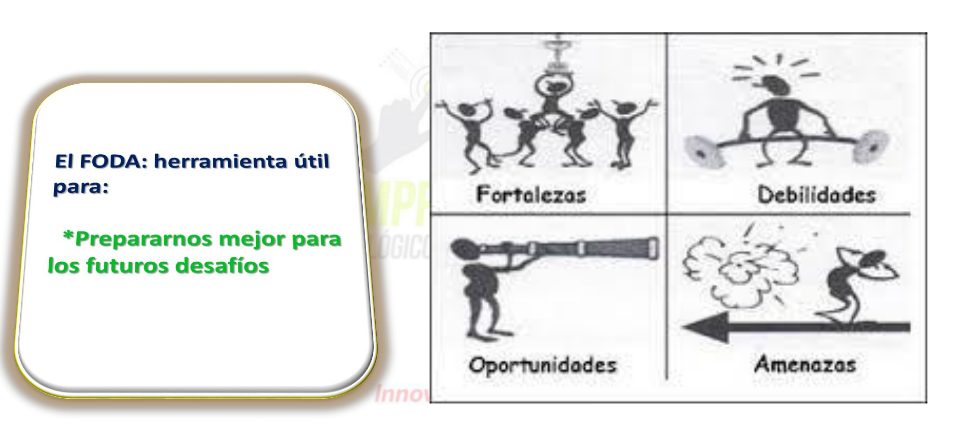 El FODA: herramienta útil
para:
*Prepararnos mejor para
los futuros desafíos
Fortalezas
Debilidades
Oportunidades
Amenazas